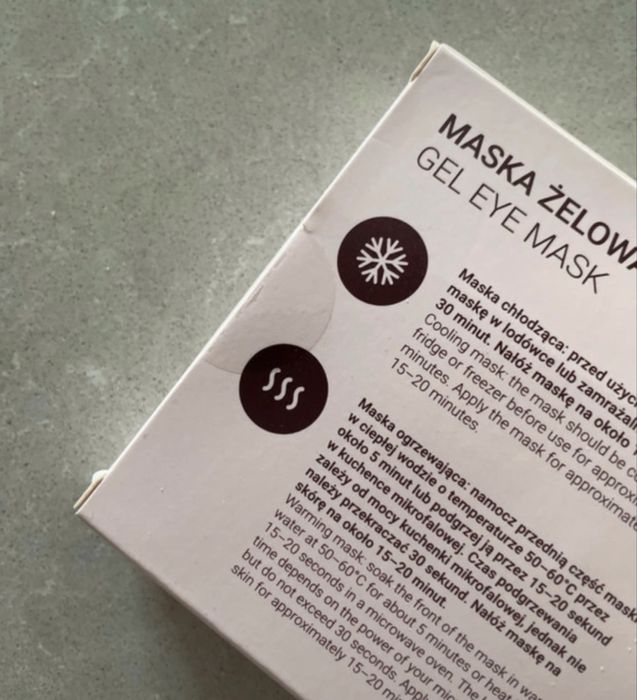 MASKA ŻELOWA
GEL EYE MASK
Maska chłodząca: przed użyc
maskę w lodówce lub zamrażal
30 minut. Nałóż maskę na około
Cooling mask: the mask should be co
fridge or freezer before use for approx
minutes. Apply the mask for approximat
15–20 minutes.
Maska ogrzewająca: namocz przednią część mask
w ciepłej wodzie o temperaturze 50–60°C przez
około 5 minut lub podgrzej ją przez 15–20 sekund
w kuchence mikrofalowej. Czas podgrzewania
zależy od mocy kuchenki mikrofalowej, jednak nie
należy przekraczać 30 sekund. Nałóż maskę na
skórę na około 15–20 minut.
Warming mask: soak the front of the mask in wa
water at 50–60°C for about 5 minutes or hea
15–20 seconds in a microwave oven. The
time depends on the power of your mi
but do not exceed 30 seconds. App
skin for approximately 15–20 m